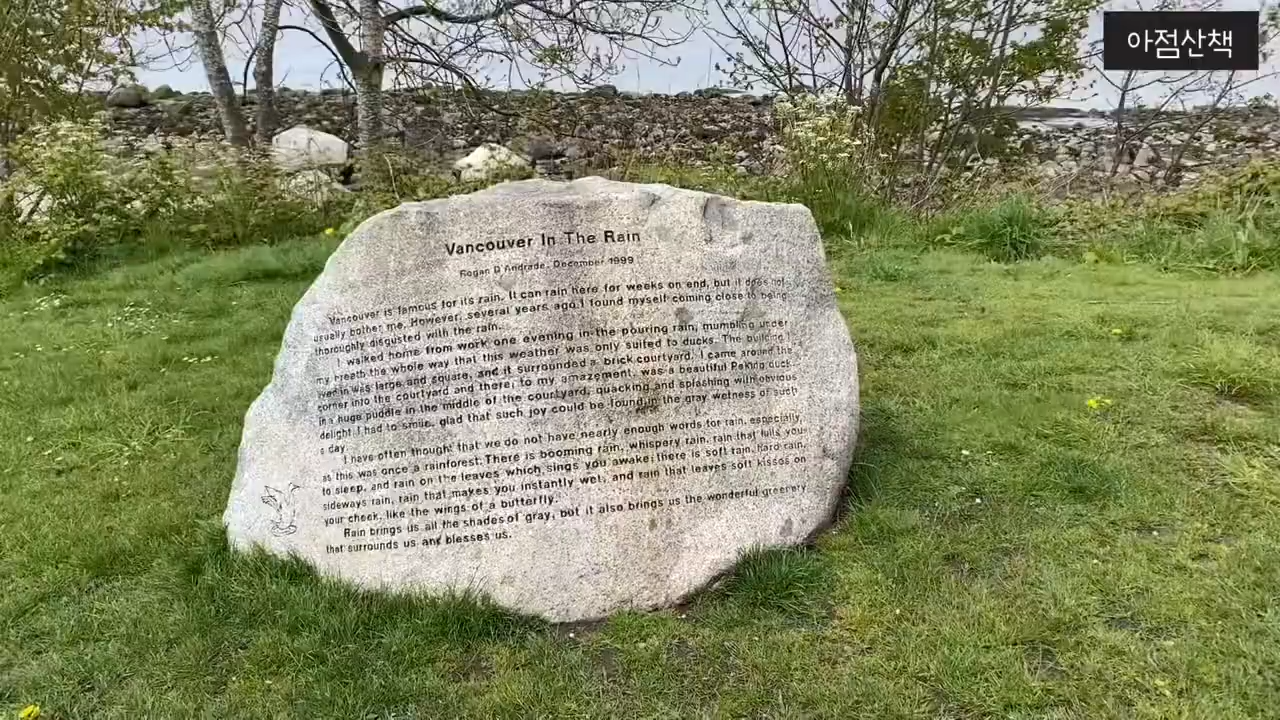 아점산책
Vancouver In The Rain
Rogan D Andrade, December 1999
Vancouver is famous for its rain. It can rain here for weeks on end, but it does not
usually bother me. However, several years ago I found myself coming close to being
thoroughly disgusted with the rain.
I walked home from work one evening in the pouring rain, mumbling under
my breath the whole way that this weather was only suited to ducks. The building I
lived in was large and square, and it surrounded a brick courtyard. I came around the
corner into the courtyard and there, to my amazement, was a beautiful Peking duck
in a huge puddle in the middle of the courtyard, quacking and splashing with obvious
delight. I had to smile, glad that such joy could be found in the gray wetness of such
a day.
I have often thought that we do not have nearly enough words for rain, especially
as this was once a rainforest. There is booming rain, whispery rain, rain that lulls you
to sleep, and rain on the leaves which sings you awake; there is soft rain, hard rain,
sideways rain, rain that makes you instantly wet, and rain that leaves soft kisses on
your cheek, like the wings of a butterfly.
Rain brings us all the shades of gray, but it also brings us the wonderful greenery
that surrounds us and blesses us.